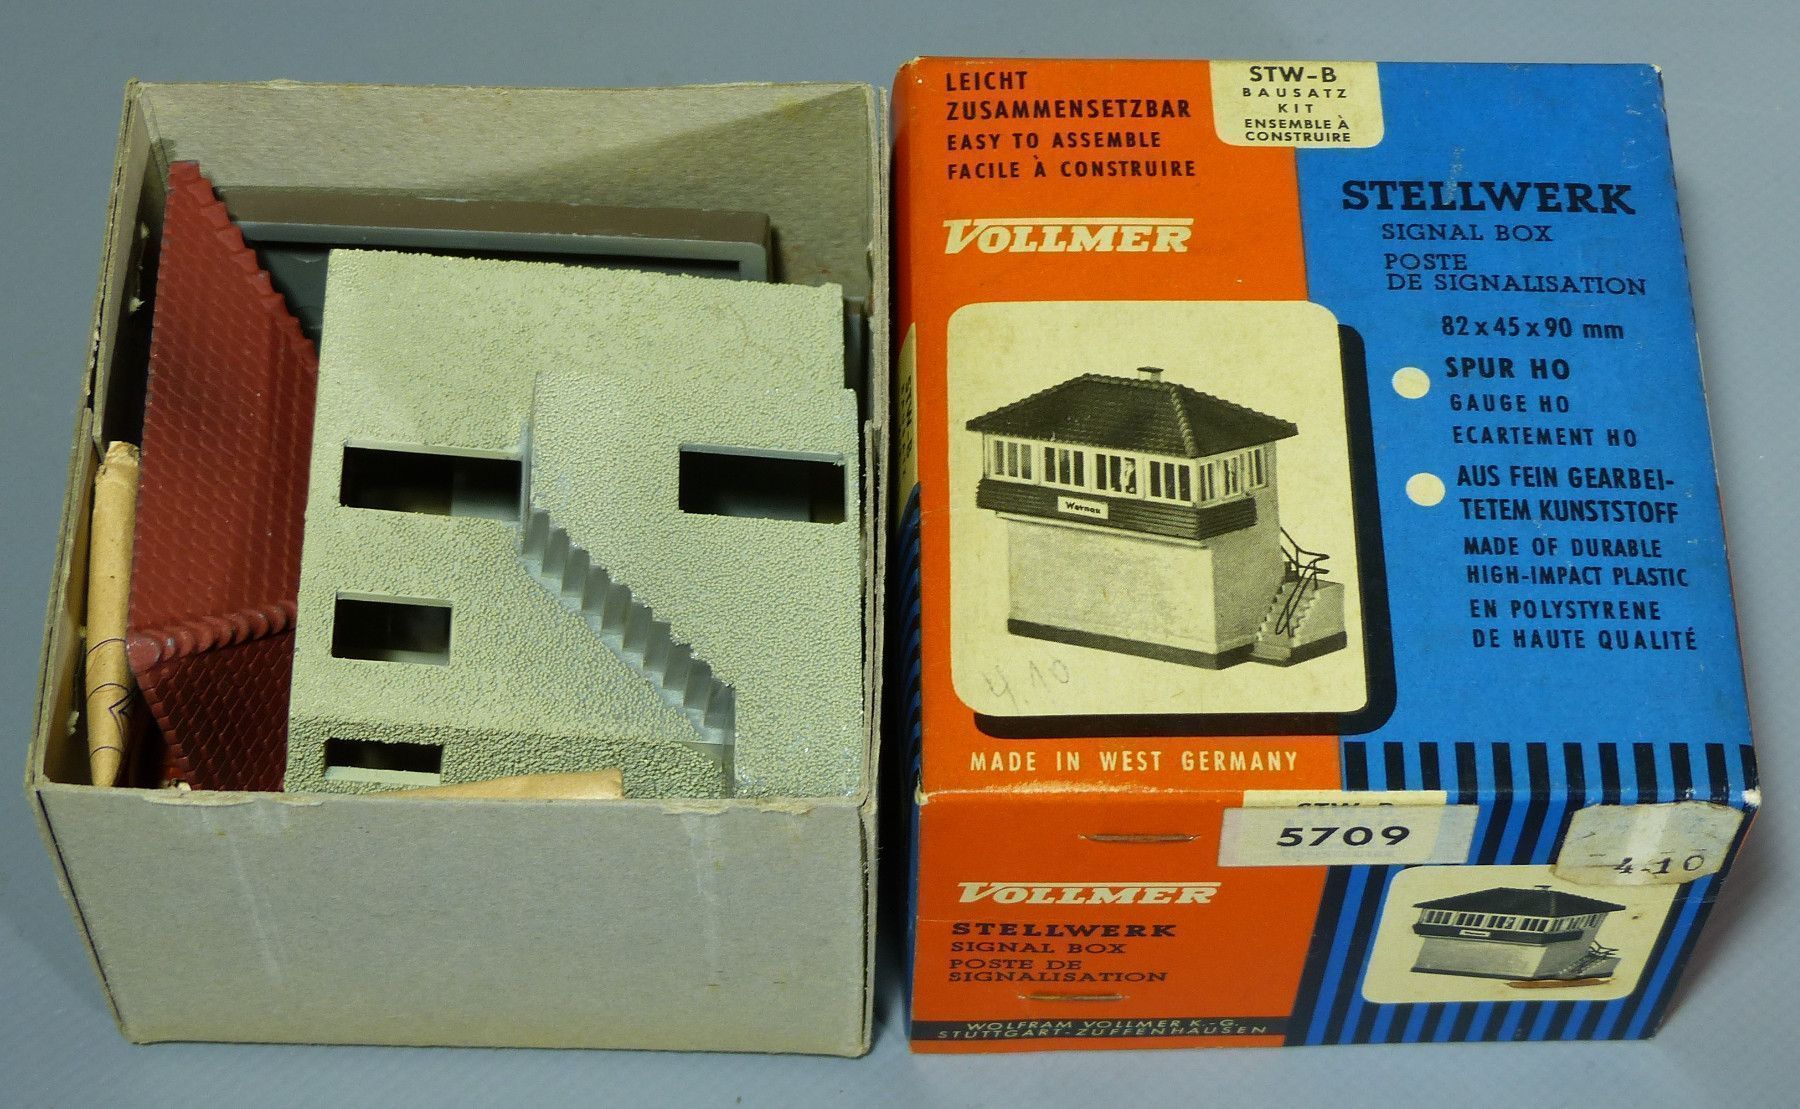 LEICHT
ZUSAMMENSETZBAR
EASY TO ASSEMBLE
FACILE À CONSTRUIRE
STW-B
BAUSATZ
KIT
ENSEMBLE À
CONSTRUIRE
VOLLMER
STELLWERK
SIGNAL BOX
POSTE
DE SIGNALISATION
82 x 45 x 90 mm
SPUR HO
GAUGE HO
ECARTEMENT HO
AUS FEIN GEARBEI-
TETEM KUNSTSTOFF
MADE OF DURABLE
HIGH-IMPACT PLASTIC
EN POLYSTYRENE
DE HAUTE QUALITÉ
Wernau
4.10
MADE IN WEST GERMANY
STW-B
5709
4.10
VOLLMER
STELLWERK
SIGNAL BOX
POSTE DE
SIGNALISATION
WOLFRAM VOLLMER K.-G.
STUTTGART-ZUFFENHAUSEN